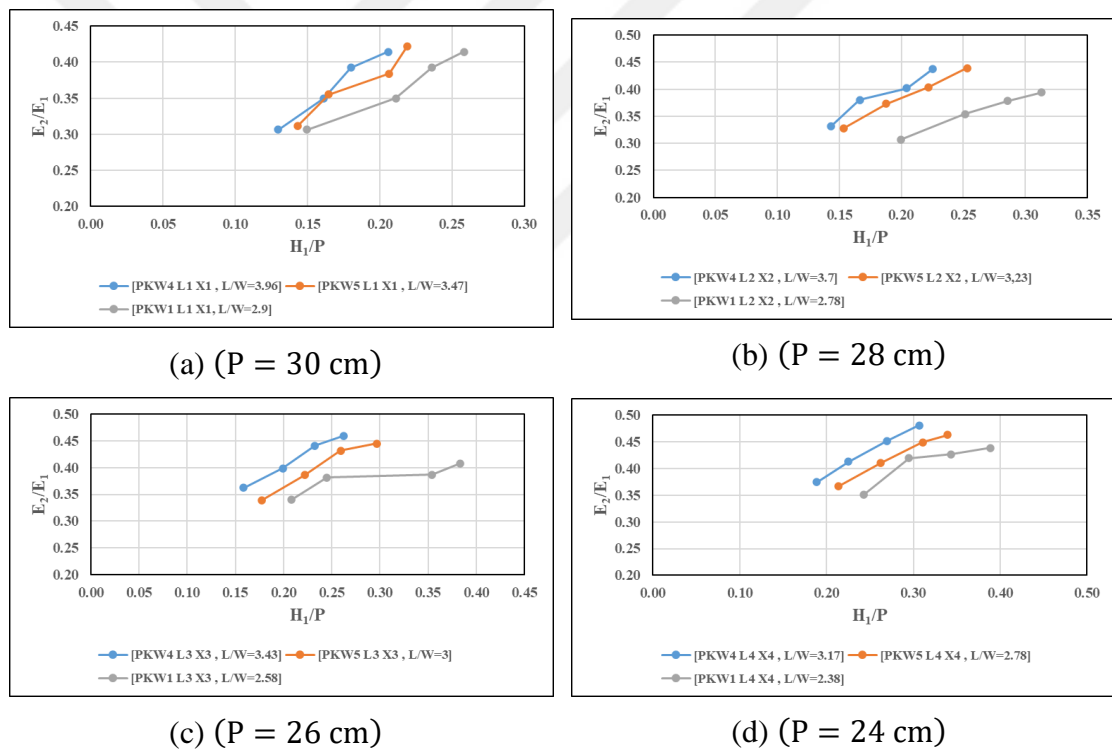 0.45
0.40
0.35
0.30
0.25
0.20
E₂/E₁
0.00 0.05 0.10 0.15 0.20 0.25 0.30
H₁/P
[PKW4 L1 X1 , L/W=3.96] [PKW5 L1 X1 , L/W=3.47]
[PKW1 L1 X1, L/W=2.9]
(a) (P = 30 cm)
0.50
0.45
0.40
0.35
0.30
0.25
0.20
E₂/E₁
0.00 0.05 0.10 0.15 0.20 0.25 0.30 0.35
H₁/P
[PKW4 L2 X2 , L/W=3.7] [PKW5 L2 X2 , L/W=3,23]
[PKW1 L2 X2 , L/W=2.78]
(b) (P = 28 cm)
0.50
0.45
0.40
0.35
0.30
0.25
0.20
E₂/E₁
0.00 0.05 0.10 0.15 0.20 0.25 0.30 0.35 0.40 0.45
H₁/P
[PKW4 L3 X3 , L/W=3.43] [PKW5 L3 X3 , L/W=3]
[PKW1 L3 X3 , L/W=2.58]
(c) (P = 26 cm)
0.50
0.45
0.40
0.35
0.30
0.25
0.20
E₂/E₁
0.00 0.10 0.20 0.30 0.40 0.50
H₁/P
[PKW4 L4 X4 , L/W=3.17] [PKW5 L4 X4 , L/W=2.78]
[PKW1 L4 X4 , L/W=2.38]
(d) (P = 24 cm)